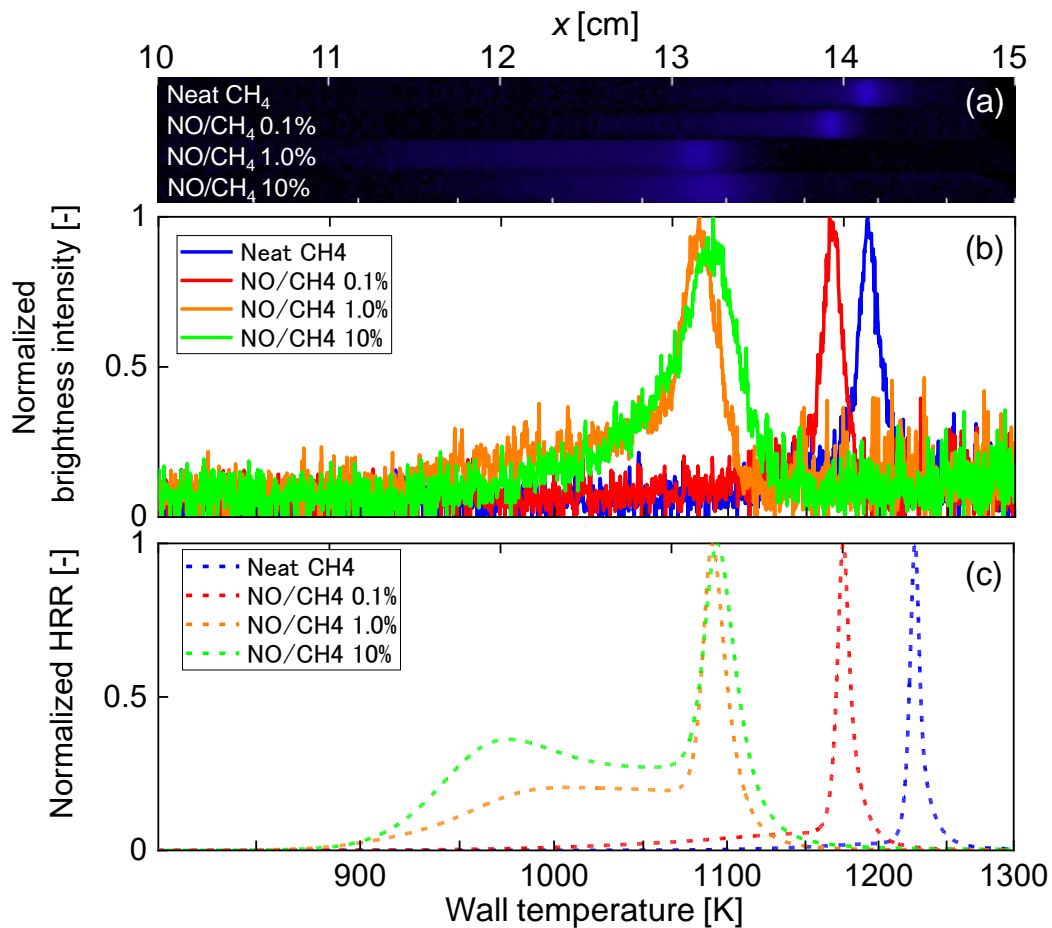 x [cm]
10 11 12 13 14 15
Neat CH₄ (a)
NO/CH₄ 0.1%
NO/CH₄ 1.0%
NO/CH₄ 10%
Normalized
brightness intensity [-]
1
0.5
0
(b)
Neat CH4
NO/CH4 0.1%
NO/CH4 1.0%
NO/CH4 10%
Normalized HRR [-]
1
0.5
0
(c)
Neat CH4
NO/CH4 0.1%
NO/CH4 1.0%
NO/CH4 10%
900 1000 1100 1200 1300
Wall temperature [K]